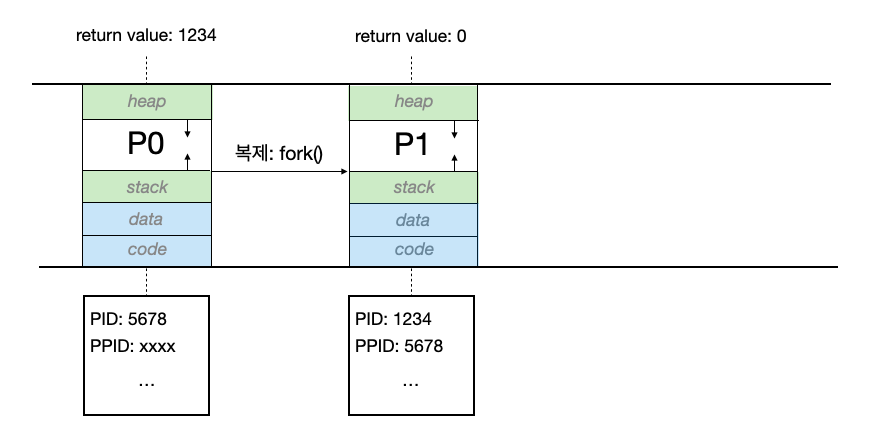 return value: 1234
return value: 0
heap
heap
P0
P1
복제: fork()
stack
stack
data
data
code
code
PID: 5678
PID: 1234
PPID: xxxx
PPID: 5678
...
...